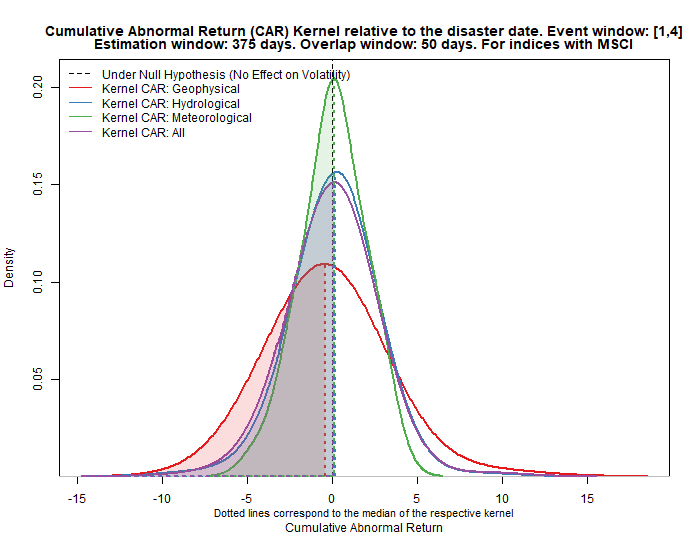 Cumulative Abnormal Return (CAR) Kernel relative to the disaster date. Event window: [1,4]
Estimation window: 375 days. Overlap window: 50 days. For indices with MSCI
Under Null Hypothesis (No Effect on Volatility)
Kernel CAR: Geophysical
Kernel CAR: Hydrological
Kernel CAR: Meteorological
Kernel CAR: All
0.20
0.15
0.10
0.05
Density
-15 -10 -5 0 5 10 15
Dotted lines correspond to the median of the respective kernel
Cumulative Abnormal Return